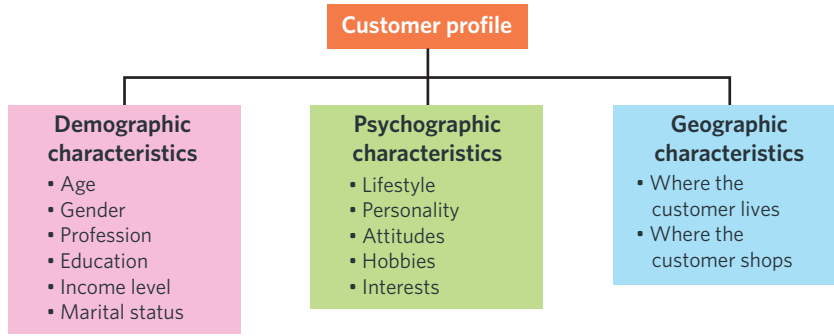 Customer profile
Demographic
characteristics
• Age
• Gender
• Profession
• Education
• Income level
• Marital status
Psychographic
characteristics
• Lifestyle
• Personality
• Attitudes
• Hobbies
• Interests
Geographic
characteristics
• Where the
customer lives
• Where the
customer shops